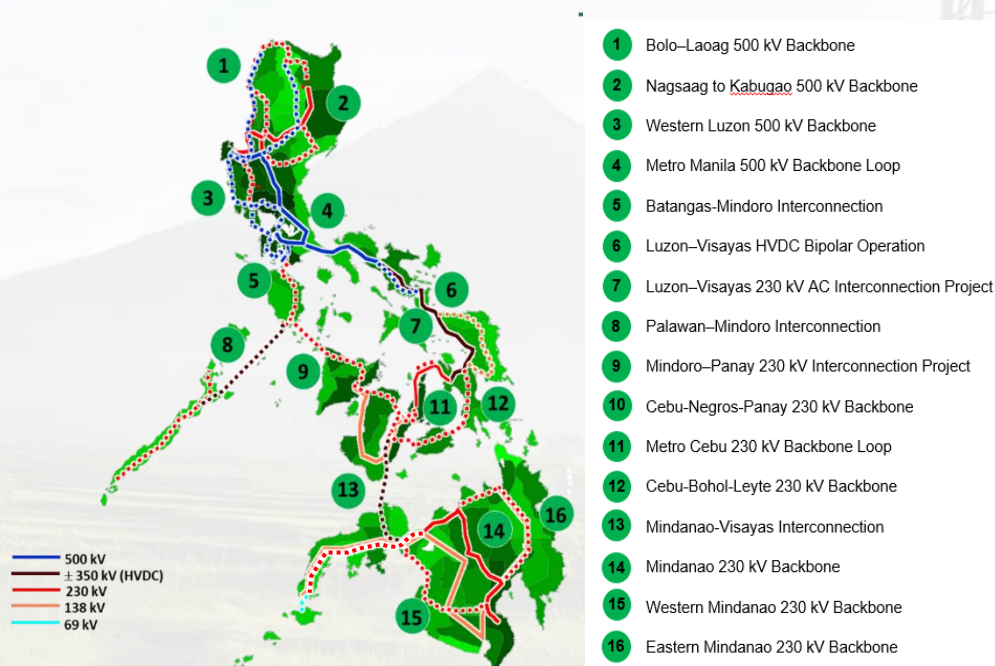 1
2
3
4
5
6
7
8
9
11
12
13
14
16
15
500 kV
± 350 kV (HVDC)
230 kV
138 kV
69 kV
1 Bolo–Laoag 500 kV Backbone
2 Nagsaag to Kabugao 500 kV Backbone
3 Western Luzon 500 kV Backbone
4 Metro Manila 500 kV Backbone Loop
5 Batangas-Mindoro Interconnection
6 Luzon–Visayas HVDC Bipolar Operation
7 Luzon–Visayas 230 kV AC Interconnection Project
8 Palawan–Mindoro Interconnection
9 Mindoro–Panay 230 kV Interconnection Project
10 Cebu-Negros-Panay 230 kV Backbone
11 Metro Cebu 230 kV Backbone Loop
12 Cebu-Bohol-Leyte 230 kV Backbone
13 Mindanao-Visayas Interconnection
14 Mindanao 230 kV Backbone
15 Western Mindanao 230 kV Backbone
16 Eastern Mindanao 230 kV Backbone